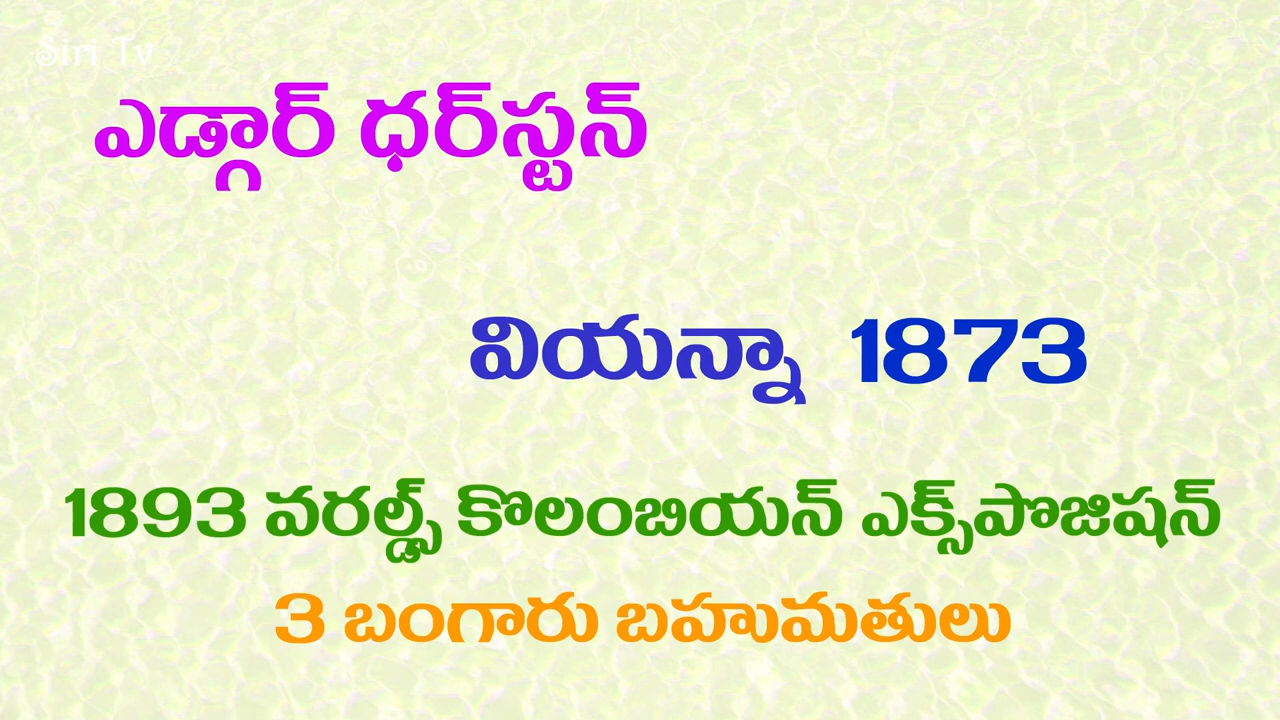 Siri Tv
ఎడ్గార్ థర్‌స్టన్
వియన్నా 1873
1893 వరల్డ్స్ కొలంబియన్ ఎక్స్‌పొజిషన్
3 బంగారు బహుమతులు